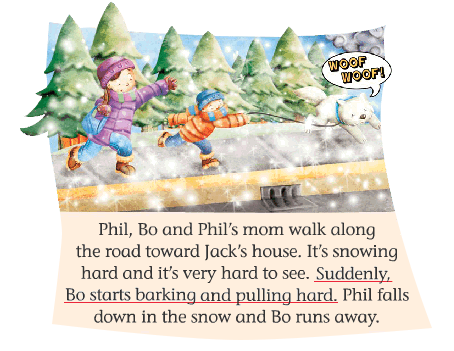 WOOF
WOOF!
Phil, Bo and Phil's mom walk along
the road toward Jack's house. It's snowing
hard and it's very hard to see. Suddenly,
Bo starts barking and pulling hard. Phil falls
down in the snow and Bo runs away.